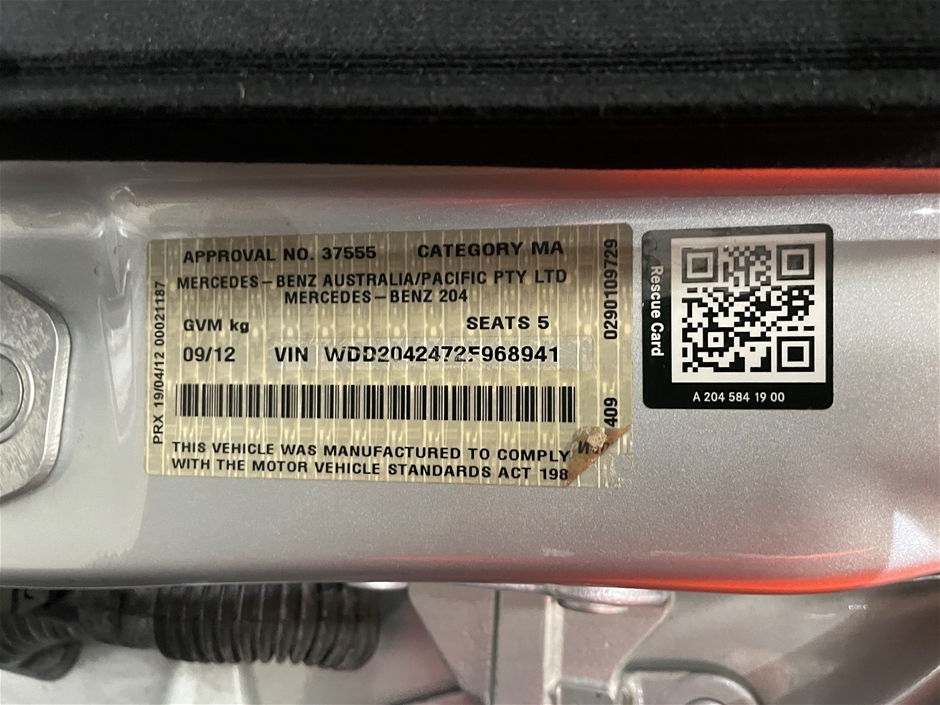 APPROVAL NO. 37555 CATEGORY MA
MERCEDES-BENZ AUSTRALIA/PACIFIC PTY LTD
MERCEDES-BENZ 204
GVM kg SEATS 5
09/12 VIN WDD2042472F968941
THIS VEHICLE WAS MANUFACTURED TO COMPLY
WITH THE MOTOR VEHICLE STANDARDS ACT 198
PRX 19/04/12 00021187
0290109729
409
Rescue Card
A 204 584 19 00